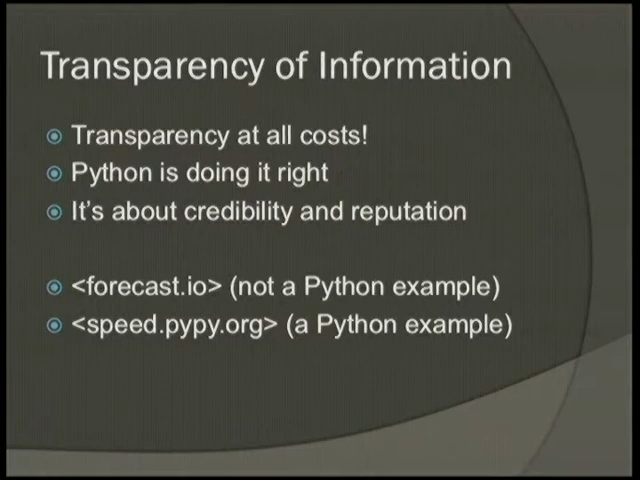 Transparency of Information
Transparency at all costs!
Python is doing it right
It's about credibility and reputation
<forecast.io> (not a Python example)
<speed.pypy.org> (a Python example)